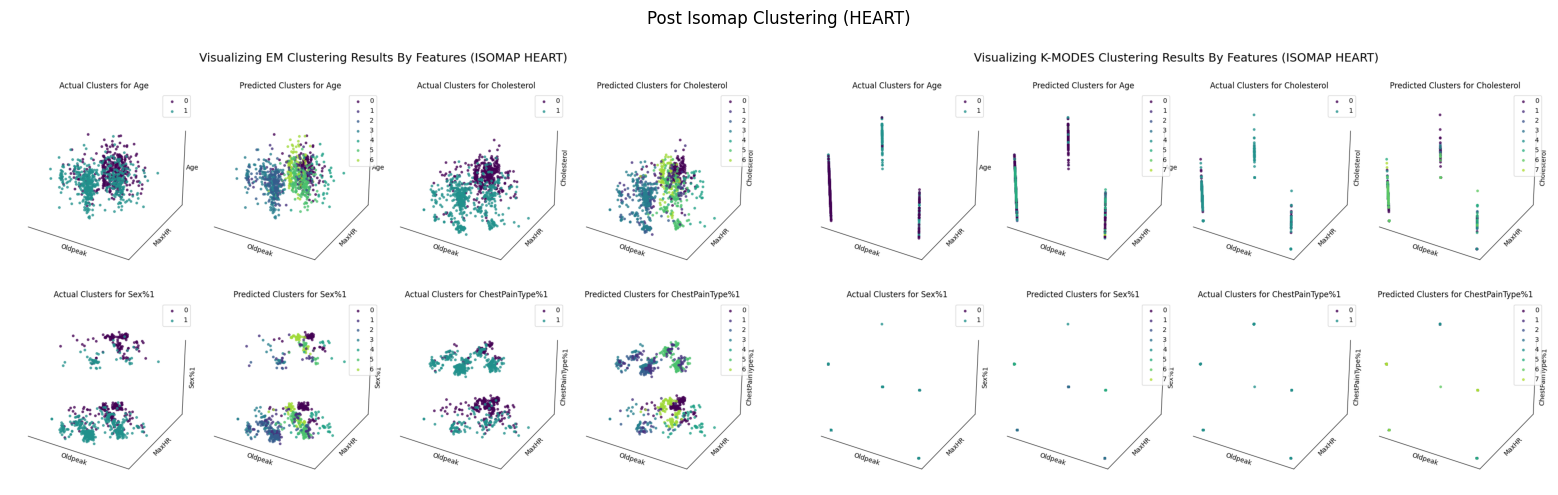 Post Isomap Clustering (HEART)
Visualizing EM Clustering Results By Features (ISOMAP HEART)
Actual Clusters for Age
0
1
Age
MaxHR
Oldpeak
Predicted Clusters for Age
0
1
2
3
4
5
6
Age
MaxHR
Oldpeak
Actual Clusters for Cholesterol
0
1
Cholesterol
MaxHR
Oldpeak
Predicted Clusters for Cholesterol
0
1
2
3
4
5
6
Cholesterol
MaxHR
Oldpeak
Actual Clusters for Sex%1
0
1
Sex%1
MaxHR
Oldpeak
Predicted Clusters for Sex%1
0
1
2
3
4
5
6
Sex%1
MaxHR
Oldpeak
Actual Clusters for ChestPainType%1
0
1
ChestPainType%1
MaxHR
Oldpeak
Predicted Clusters for ChestPainType%1
0
1
2
3
4
5
6
ChestPainType%1
MaxHR
Oldpeak
Visualizing K-MODES Clustering Results By Features (ISOMAP HEART)
Actual Clusters for Age
0
1
Age
MaxHR
Oldpeak
Predicted Clusters for Age
0
1
2
3
4
5
6
7
Age
MaxHR
Oldpeak
Actual Clusters for Cholesterol
0
1
Cholesterol
MaxHR
Oldpeak
Predicted Clusters for Cholesterol
0
1
2
3
4
5
6
7
Cholesterol
MaxHR
Oldpeak
Actual Clusters for Sex%1
0
1
Sex%1
MaxHR
Oldpeak
Predicted Clusters for Sex%1
0
1
2
3
4
5
6
7
Sex%1
MaxHR
Oldpeak
Actual Clusters for ChestPainType%1
0
1
ChestPainType%1
MaxHR
Oldpeak
Predicted Clusters for ChestPainType%1
0
1
2
3
4
5
6
7
ChestPainType%1
MaxHR
Oldpeak